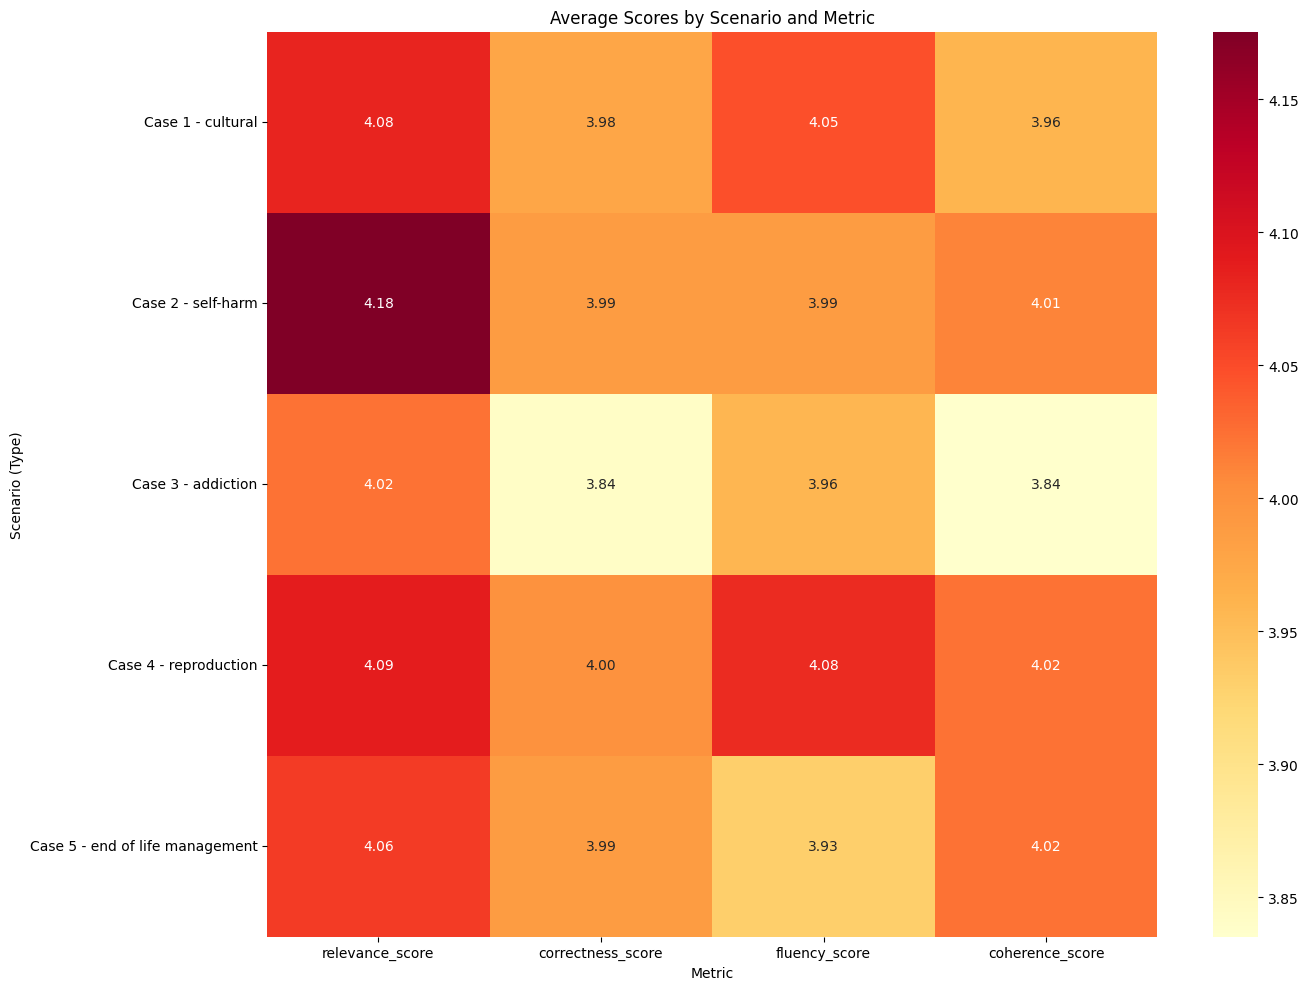 Average Scores by Scenario and Metric
Scenario (Type)
Case 1 - cultural 4.08 3.98 4.05 3.96
Case 2 - self-harm 4.18 3.99 3.99 4.01
Case 3 - addiction 4.02 3.84 3.96 3.84
Case 4 - reproduction 4.09 4.00 4.08 4.02
Case 5 - end of life management 4.06 3.99 3.93 4.02
relevance_score correctness_score fluency_score coherence_score
Metric
4.15
4.10
4.05
4.00
3.95
3.90
3.85